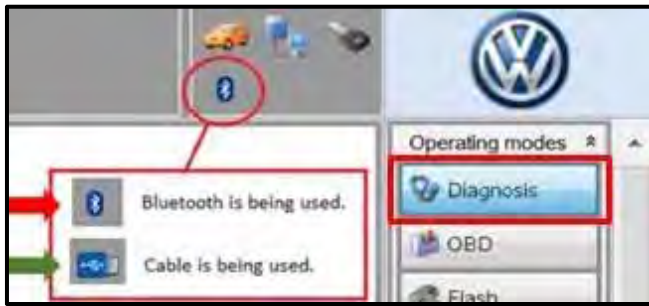 Operating modes
Bluetooth is being used.
Diagnosis
OBD
Cable is being used.
Flash